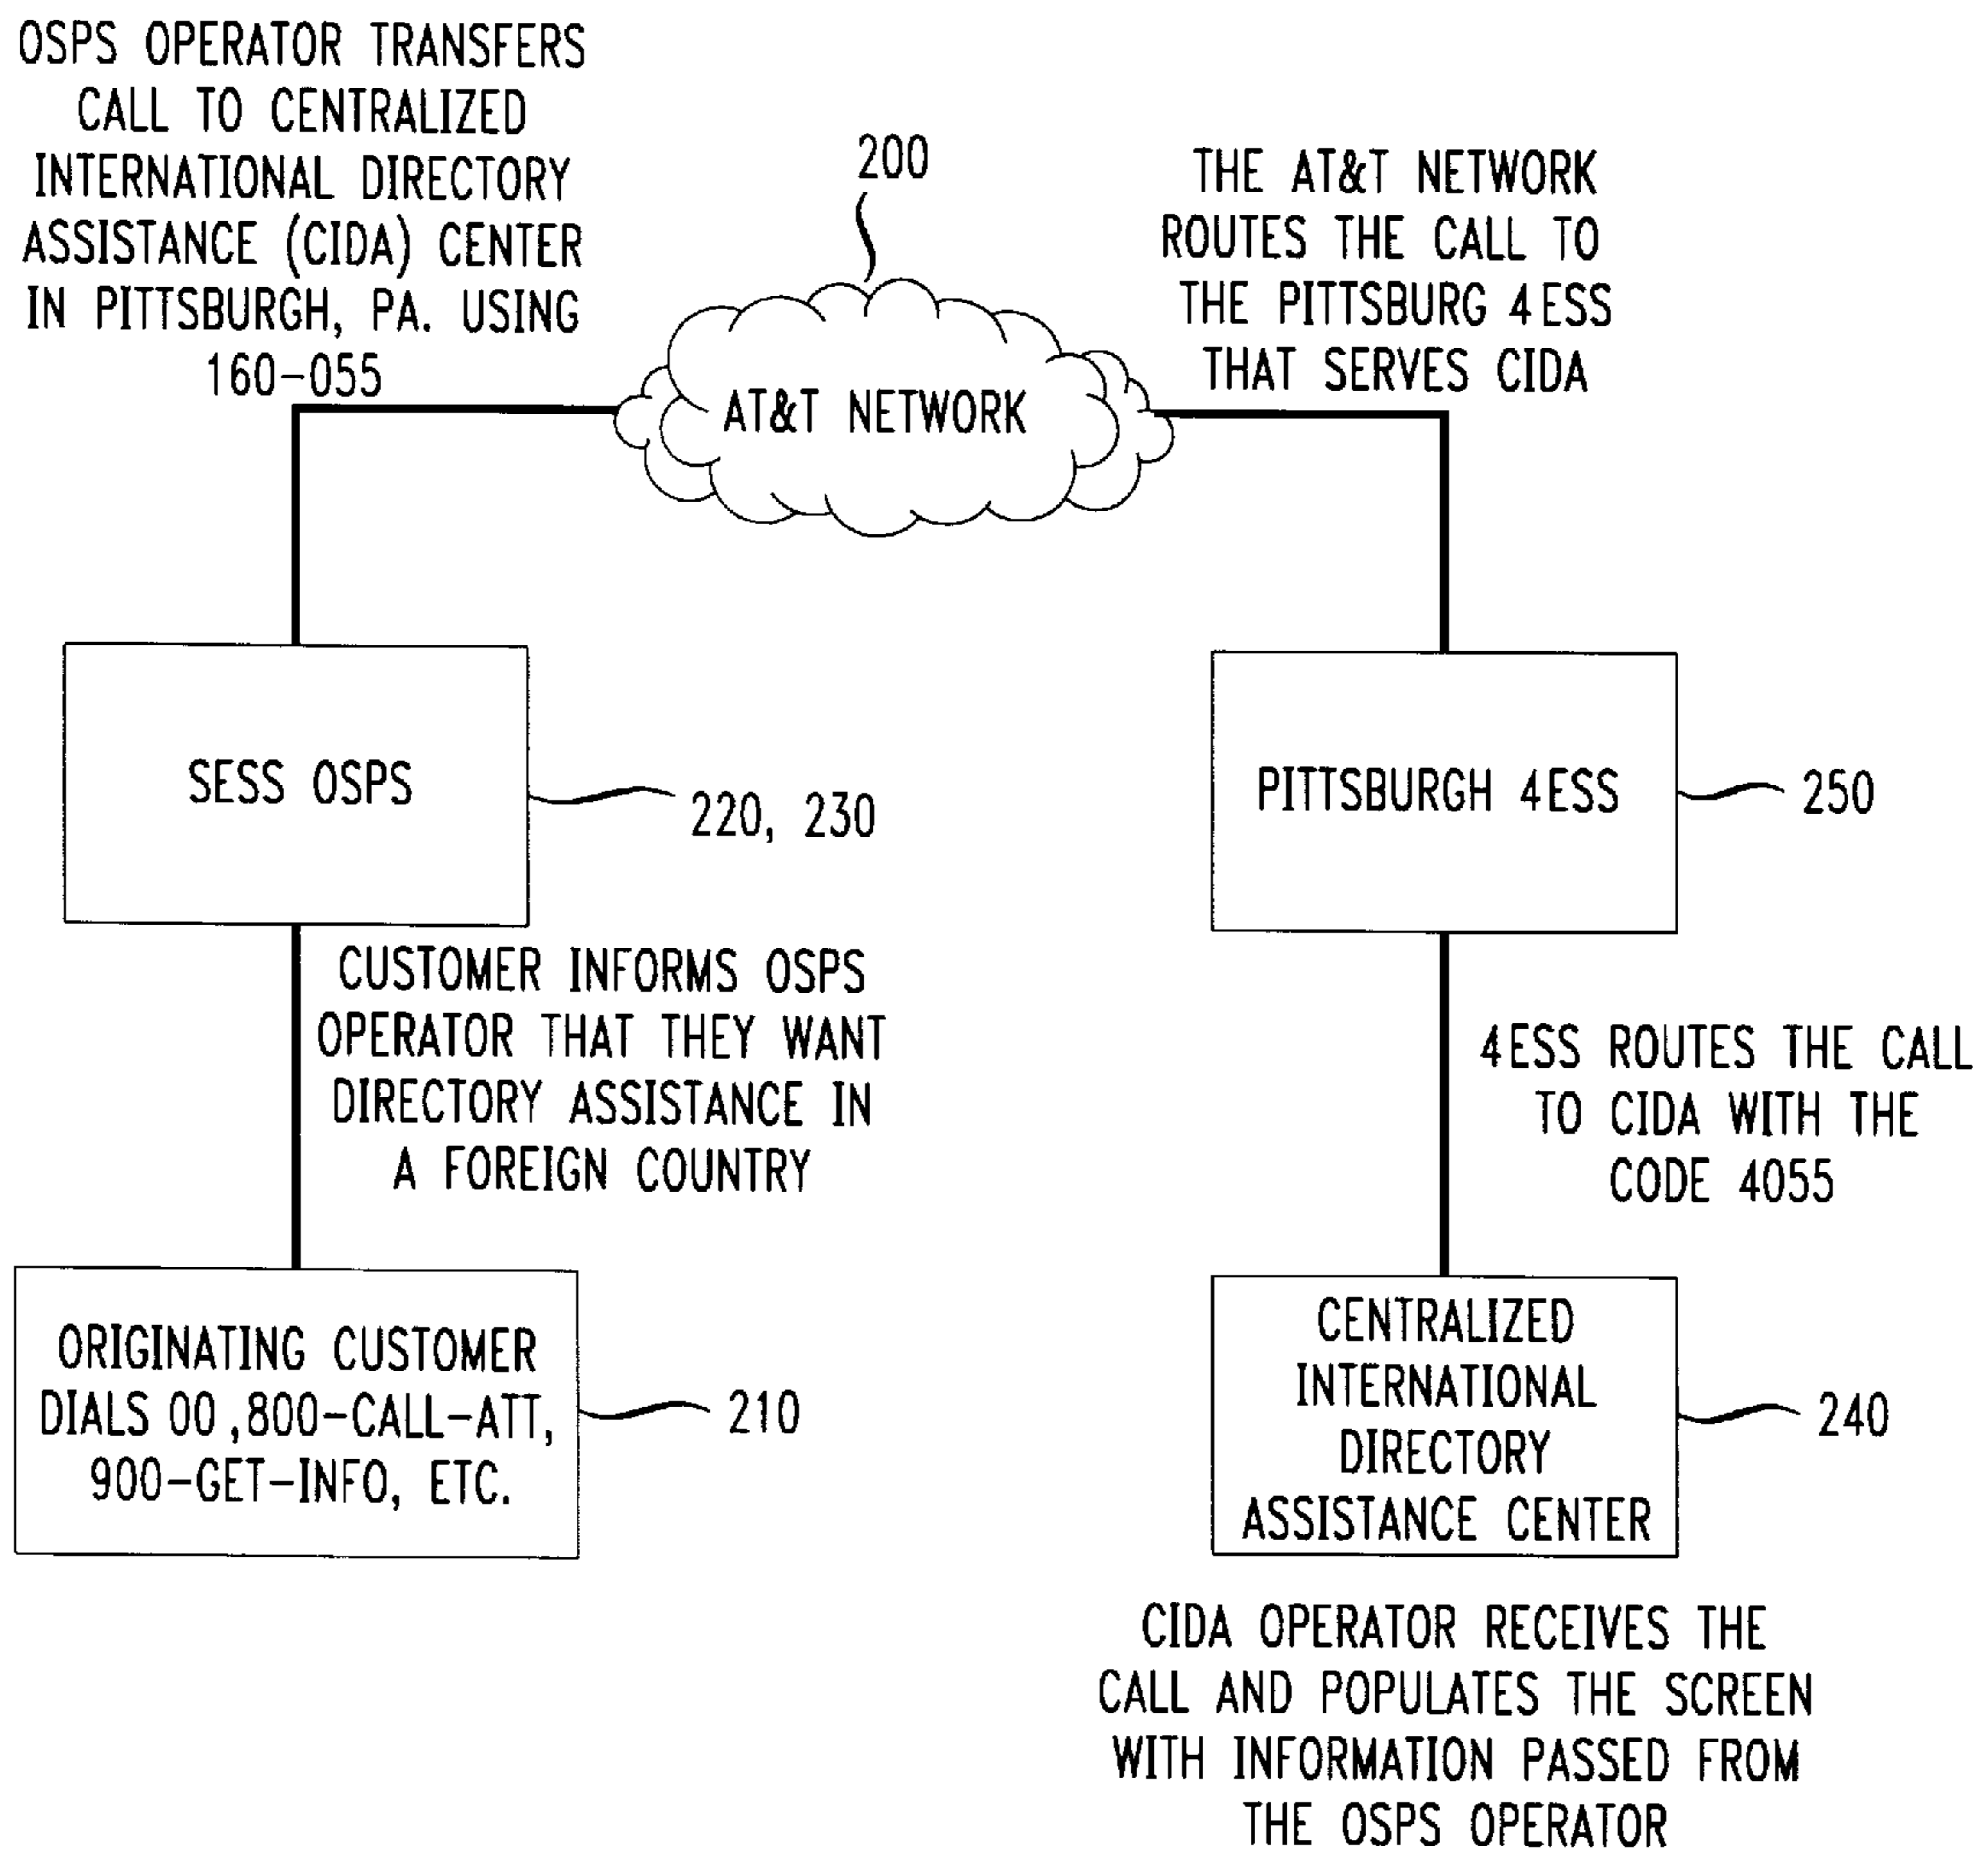 OSPS OPERATOR TRANSFERS
CALL TO CENTRALIZED
INTERNATIONAL DIRECTORY
ASSISTANCE (CIDA) CENTER
IN PITTSBURGH, PA. USING
160-055
200
THE AT&T NETWORK
ROUTES THE CALL TO
THE PITTSBURG 4ESS
THAT SERVES CIDA
AT&T NETWORK
SESS OSPS
220, 230
PITTSBURGH 4ESS
250
CUSTOMER INFORMS OSPS
OPERATOR THAT THEY WANT
DIRECTORY ASSISTANCE IN
A FOREIGN COUNTRY
4ESS ROUTES THE CALL
TO CIDA WITH THE
CODE 4055
ORIGINATING CUSTOMER
DIALS 00 ,800-CALL-ATT,
900-GET-INFO, ETC.
210
CENTRALIZED
INTERNATIONAL
DIRECTORY
ASSISTANCE CENTER
240
CIDA OPERATOR RECEIVES THE
CALL AND POPULATES THE SCREEN
WITH INFORMATION PASSED FROM
THE OSPS OPERATOR